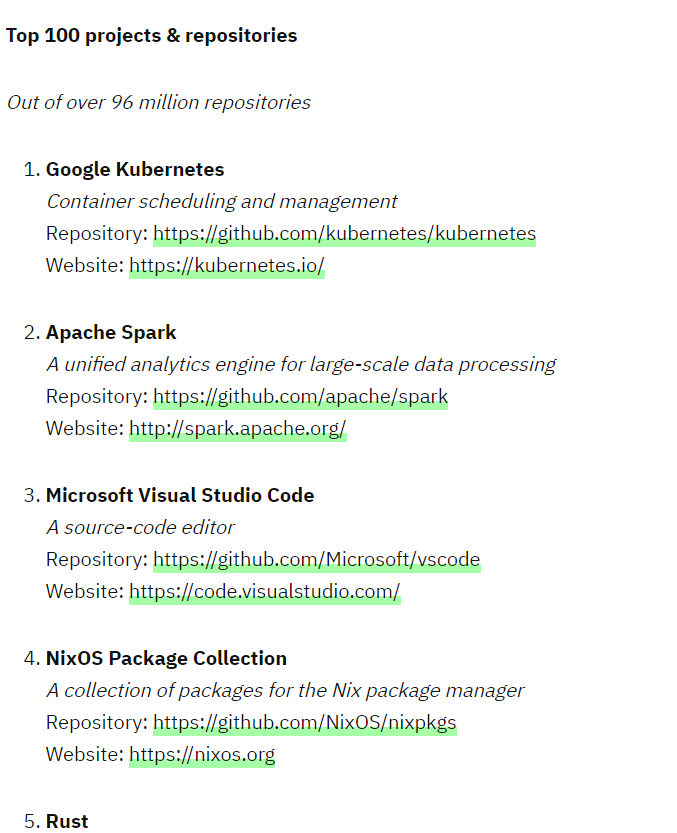 Top 100 projects & repositories
Out of over 96 million repositories
1. Google Kubernetes
Container scheduling and management
Repository: https://github.com/kubernetes/kubernetes
Website: https://kubernetes.io/
2. Apache Spark
A unified analytics engine for large-scale data processing
Repository: https://github.com/apache/spark
Website: http://spark.apache.org/
3. Microsoft Visual Studio Code
A source-code editor
Repository: https://github.com/Microsoft/vscode
Website: https://code.visualstudio.com/
4. NixOS Package Collection
A collection of packages for the Nix package manager
Repository: https://github.com/NixOS/nixpkgs
Website: https://nixos.org
5. Rust